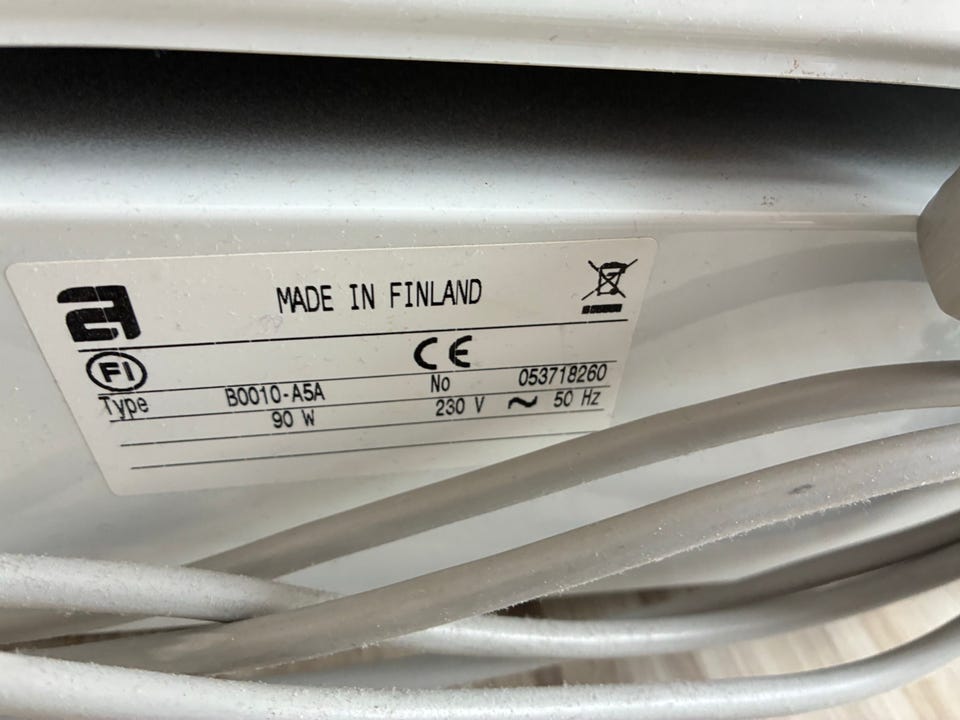 a
MADE IN FINLAND
FI
CE
Type B0010-A5A No 053718260
90 W 230 V ~ 50 Hz